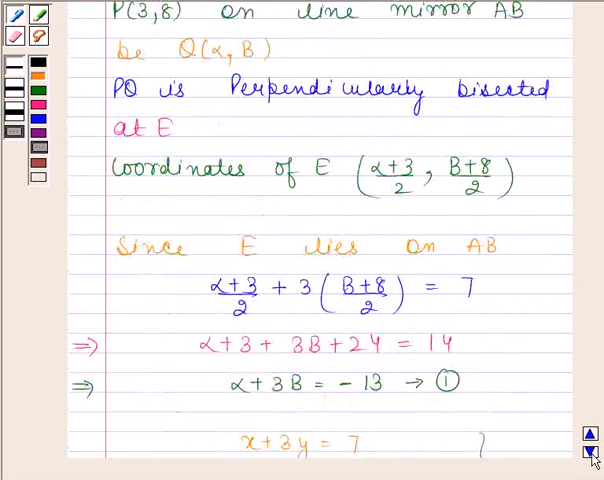 P(3,8) on line mirror AB
be Q(α, B)
PQ is Perpendicularly bisected
at E
Coordinates of E (α+3/2, B+8/2)
Since E lies on AB
α+3/2 + 3(B+8/2) = 7
⇒ α+3+ 3B+24 = 14
⇒ α+3B = -13 → ①
x+3y = 7